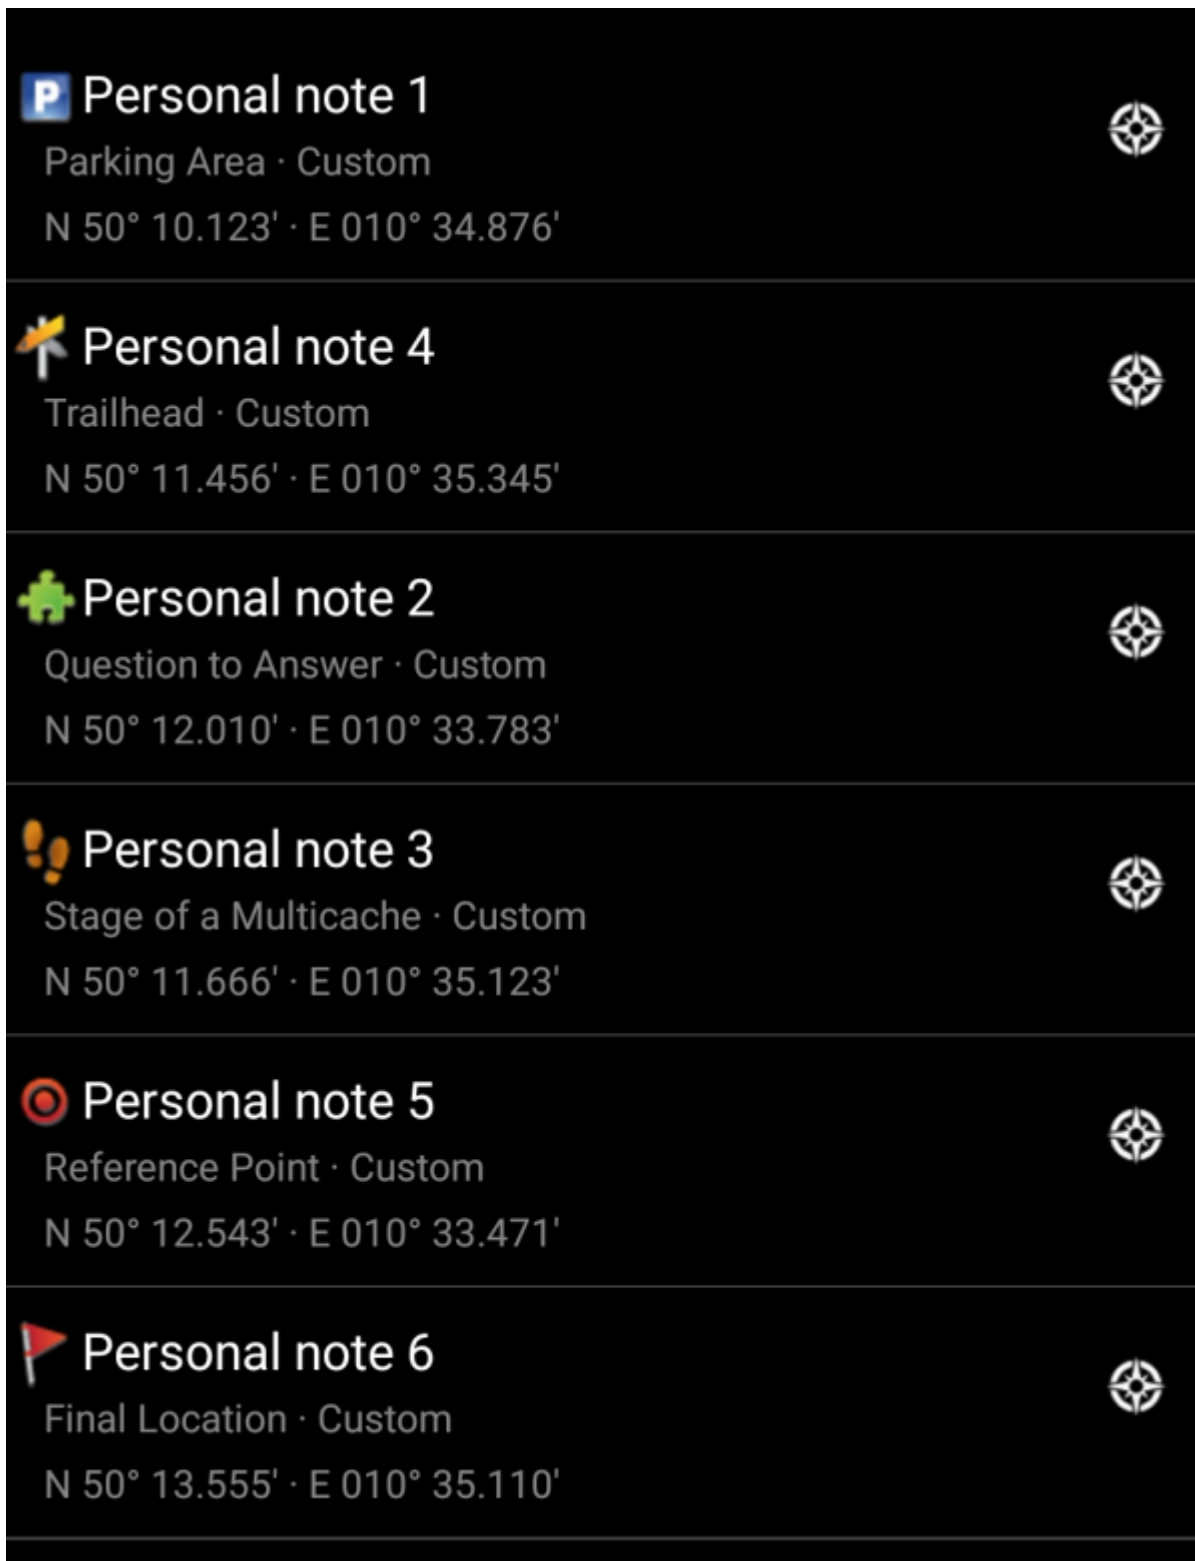 P Personal note 1
Parking Area · Custom
N 50° 10.123' · E 010° 34.876'
Personal note 4
Trailhead · Custom
N 50° 11.456' · E 010° 35.345'
Personal note 2
Question to Answer · Custom
N 50° 12.010' · E 010° 33.783'
Personal note 3
Stage of a Multicache · Custom
N 50° 11.666' · E 010° 35.123'
Personal note 5
Reference Point · Custom
N 50° 12.543' · E 010° 33.471'
Personal note 6
Final Location · Custom
N 50° 13.555' · E 010° 35.110'